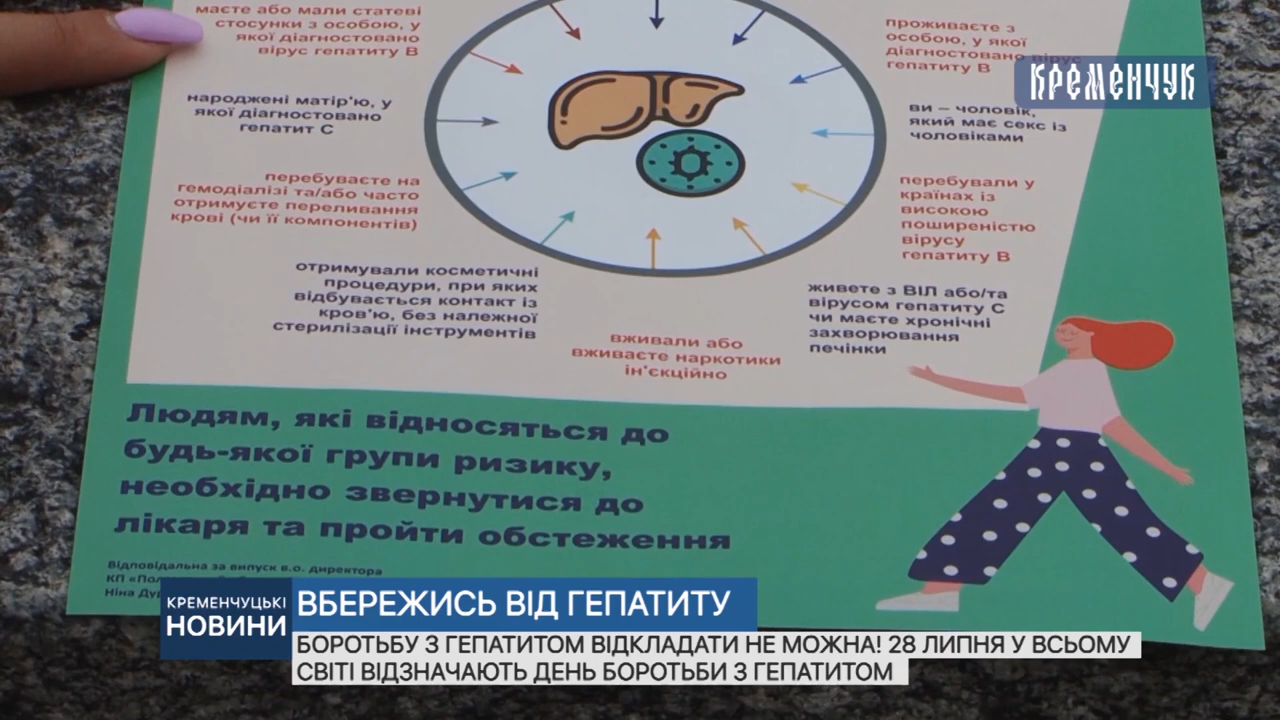 маєте або мали статеві
стосунки з особою, у
якої діагностовано
вірус гепатиту В
проживаєте з
особою, у якої
діагностовано вірус
гепатиту В
КРЕМЕНЧУК
народжені матір'ю, у
якої діагностовано
гепатит С
ви – чоловік,
який має секс із
чоловіками
перебуваєте на
гемодіалізі та/або часто
отримуєте переливання
крові (чи її компонентів)
перебували у
країнах із
високою
поширеністю
вірусу
гепатиту В
отримували косметичні
процедури, при яких
відбувається контакт із
кров'ю, без належної
стерилізації інструментів
живете з ВІЛ або/та
вірусом гепатиту С
чи маєте хронічні
захворювання
печінки
вживали або
вживаєте наркотики
ін'єкційно
Людям, які відносяться до
будь-якої групи ризику,
необхідно звернутися до
лікаря та пройти обстеження
Відповідальна за випуск в.о. директора
КП
Ніна
КРЕМЕНЧУЦЬКІ
НОВИНИ
ВБЕРЕЖИСЬ ВІД ГЕПАТИТУ
БОРОТЬБУ З ГЕПАТИТОМ ВІДКЛАДАТИ НЕ МОЖНА! 28 ЛИПНЯ У ВСЬОМУ
СВІТІ ВІДЗНАЧАЮТЬ ДЕНЬ БОРОТЬБИ З ГЕПАТИТОМ